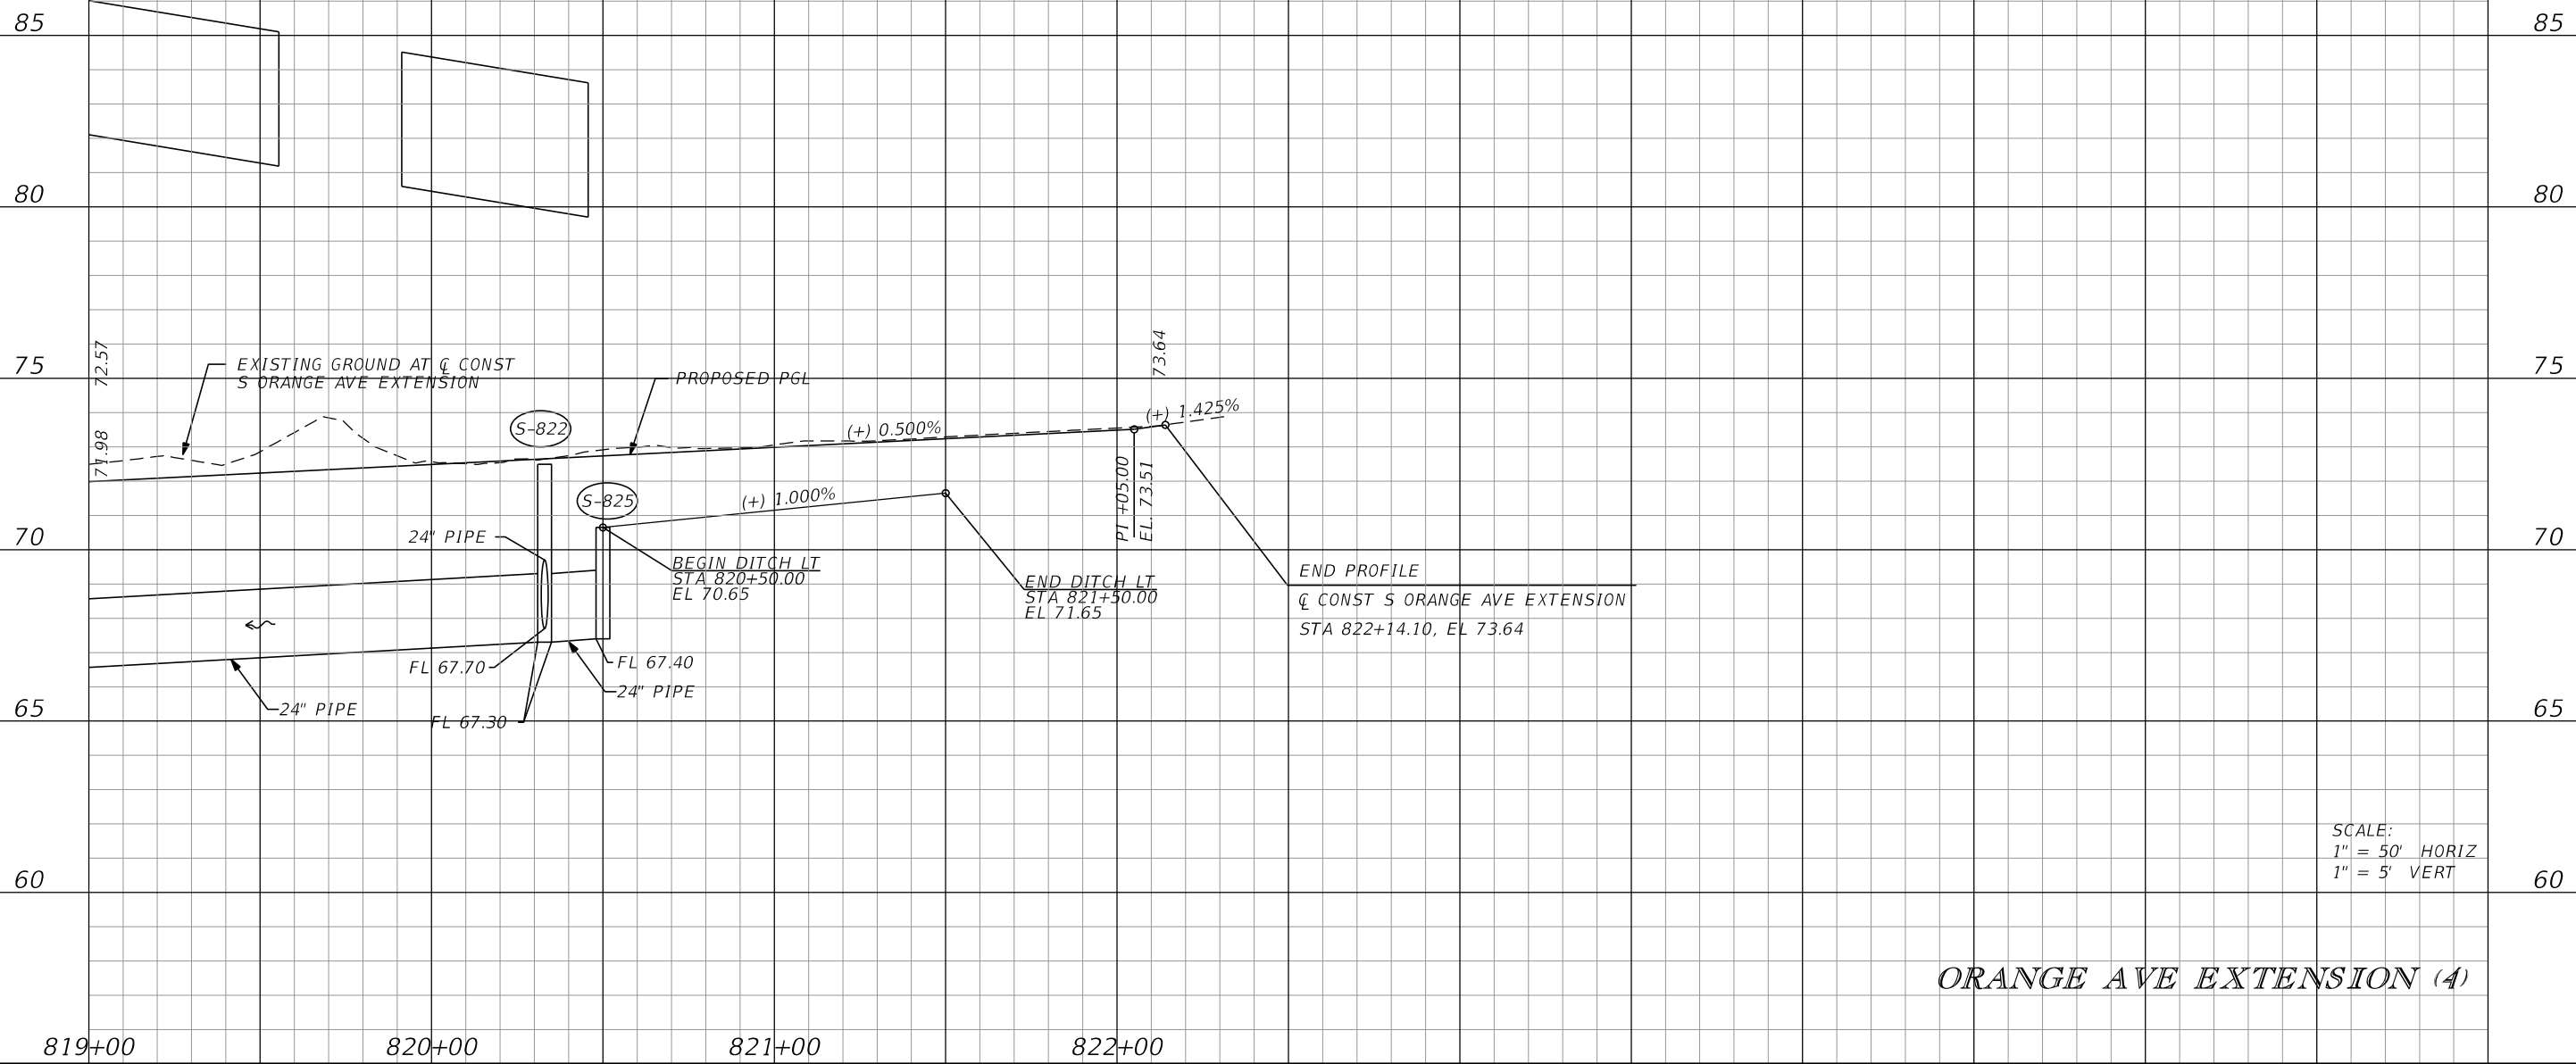 85
85
80
80
75
75
70
70
65
65
60
60
72.57
71.98
EXISTING GROUND AT ℄ CONST
S ORANGE AVE EXTENSION
S-822
PROPOSED PGL
(+) 0.500%
73.64
(+) 1.425%
PI +05.00
EL. 73.51
S-825
(+) 1.000%
24" PIPE
BEGIN DITCH LT
STA 820+50.00
EL 70.65
END DITCH LT
STA 821+50.00
EL 71.65
END PROFILE
℄ CONST S ORANGE AVE EXTENSION
STA 822+14.10, EL 73.64
FL 67.70
FL 67.40
24" PIPE
24" PIPE
FL 67.30
SCALE:
1" = 50' HORIZ
1" = 5' VERT
ORANGE AVE EXTENSION (4)
819+00
820+00
821+00
822+00